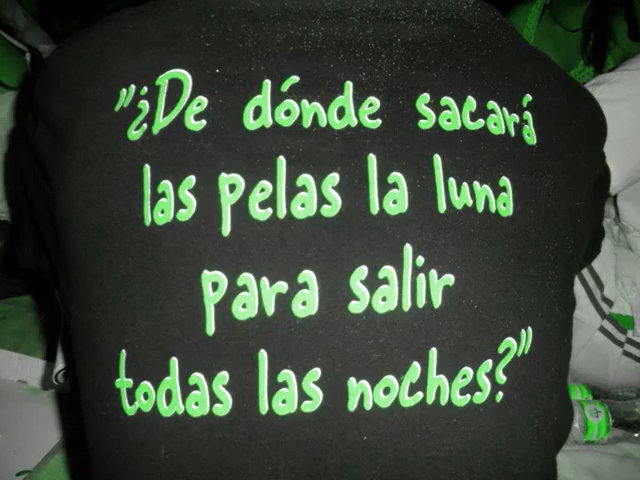 "¿De dónde sacará
las pelas la luna
para salir
todas las noches?"